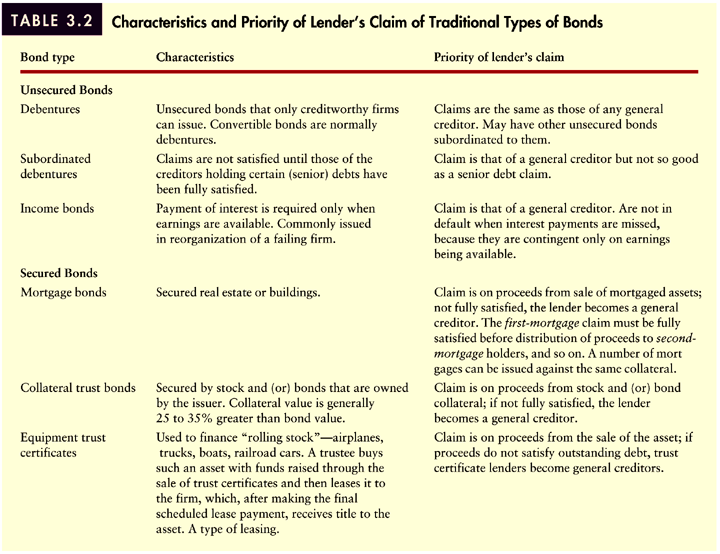 TABLE 3.2 Characteristics and Priority of Lender's Claim of Traditional Types of Bonds
Bond type Characteristics Priority of lender's claim
Unsecured Bonds
Debentures Unsecured bonds that only creditworthy firms Claims are the same as those of any general
can issue. Convertible bonds are normally creditor. May have other unsecured bonds
debentures. subordinated to them.
Subordinated Claims are not satisfied until those of the Claim is that of a general creditor but not so good
debentures creditors holding certain (senior) debts have as a senior debt claim.
been fully satisfied.
Income bonds Payment of interest is required only when Claim is that of a general creditor. Are not in
earnings are available. Commonly issued default when interest payments are missed,
in reorganization of a failing firm. because they are contingent only on earnings
being available.
Secured Bonds
Mortgage bonds Secured real estate or buildings. Claim is on proceeds from sale of mortgaged assets;
not fully satisfied, the lender becomes a general
creditor. The first-mortgage claim must be fully
satisfied before distribution of proceeds to second-
mortgage holders, and so on. A number of mort
gages can be issued against the same collateral.
Collateral trust bonds Secured by stock and (or) bonds that are owned Claim is on proceeds from stock and (or) bond
by the issuer. Collateral value is generally collateral; if not fully satisfied, the lender
25 to 35% greater than bond value. becomes a general creditor.
Equipment trust Used to finance "rolling stock"—airplanes, Claim is on proceeds from the sale of the asset; if
certificates trucks, boats, railroad cars. A trustee buys proceeds do not satisfy outstanding debt, trust
such an asset with funds raised through the certificate lenders become general creditors.
sale of trust certificates and then leases it to
the firm, which, after making the final
scheduled lease payment, receives title to the
asset. A type of leasing.